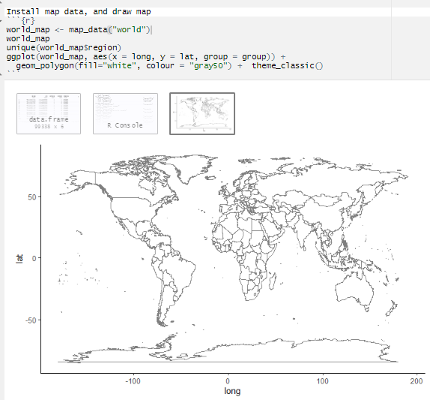 Install map data, and draw map
```{r}
world_map <- map_data("world")
world_map
unique(world_map$region)
ggplot(world_map, aes(x = long, y = lat, group = group)) +
geom_polygon(fill="white", colour = "gray50") + theme_classic()
```
data.frame
R Console
50
0
-50
lat
-100
0
100
200
long